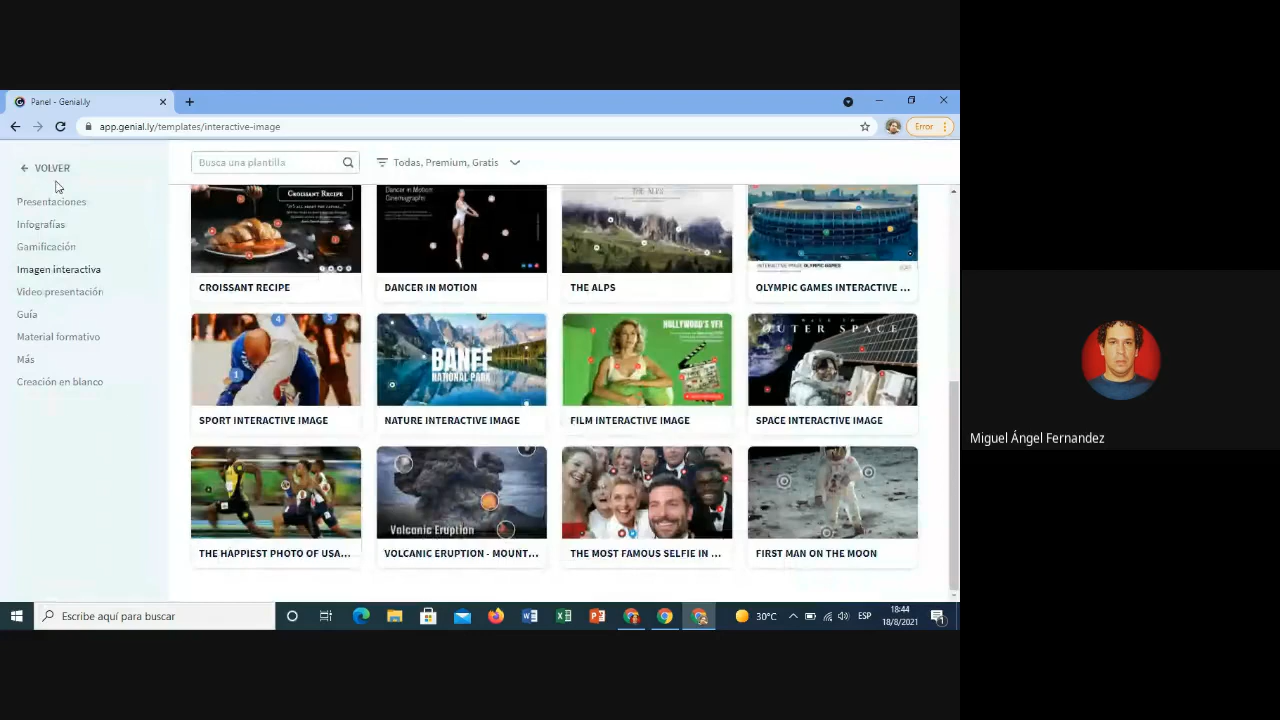 Panel - Genial.ly
app.genial.ly/templates/interactive-image
Error
VOLVER
Presentaciones
Infografías
Gamificación
Imagen interactiva
Video presentación
Guía
Material formativo
Más
Creación en blanco
Busca una plantilla
Todas, Premium, Gratis
CROISSANT RECIPE
Dancer in Motion
Cinemagraphs
THE ALPS
CROISSANT RECIPE
DANCER IN MOTION
THE ALPS
OLYMPIC GAMES INTERACTIVE ...
4
5
1
BANFF
NATIONAL PARK
HOLLYWOOD'S VFX
OUTER SPACE
SPORT INTERACTIVE IMAGE
NATURE INTERACTIVE IMAGE
FILM INTERACTIVE IMAGE
SPACE INTERACTIVE IMAGE
Volcanic Eruption
THE HAPPIEST PHOTO OF USA...
VOLCANIC ERUPTION - MOUNT...
THE MOST FAMOUS SELFIE IN ...
FIRST MAN ON THE MOON
Escribe aquí para buscar
30°C
ESP
18:44
18/8/2021
1
Miguel Ángel Fernandez